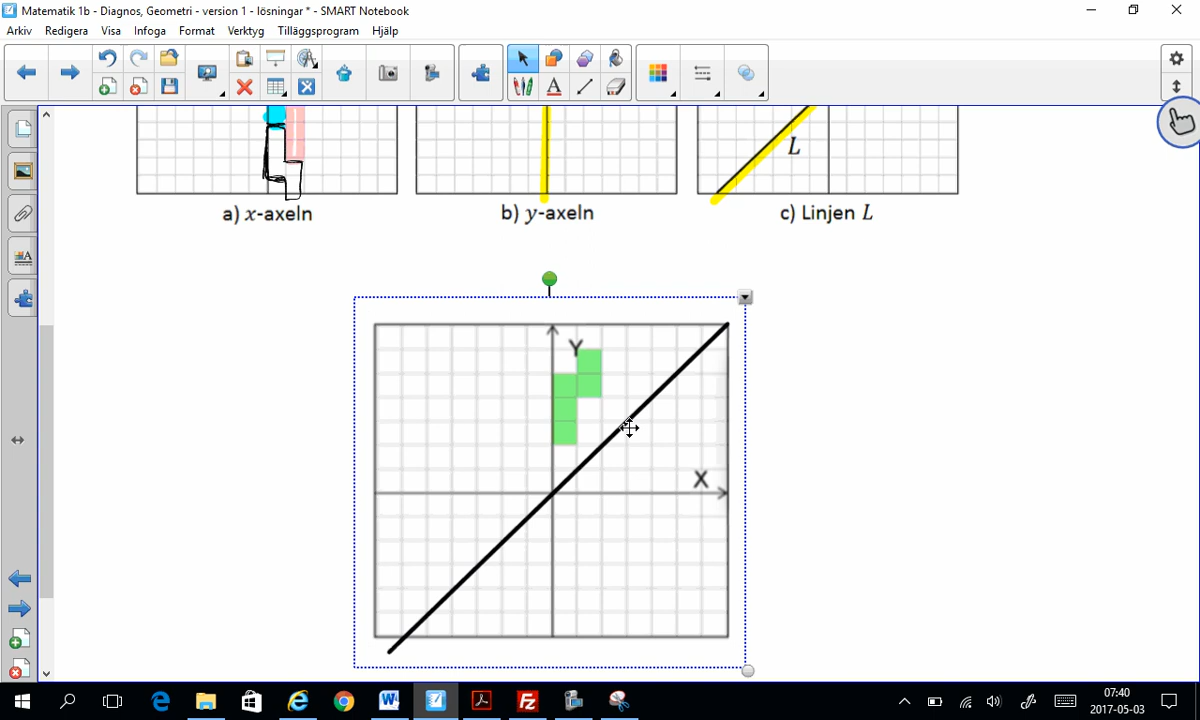 Matematik 1b - Diagnos, Geometri - version 1 - lösningar * - SMART Notebook
Arkiv Redigera Visa Infoga Format Verktyg Tilläggsprogram Hjälp
L
a) x-axeln b) y-axeln c) Linjen L
Y
X
07:40
2017-05-03